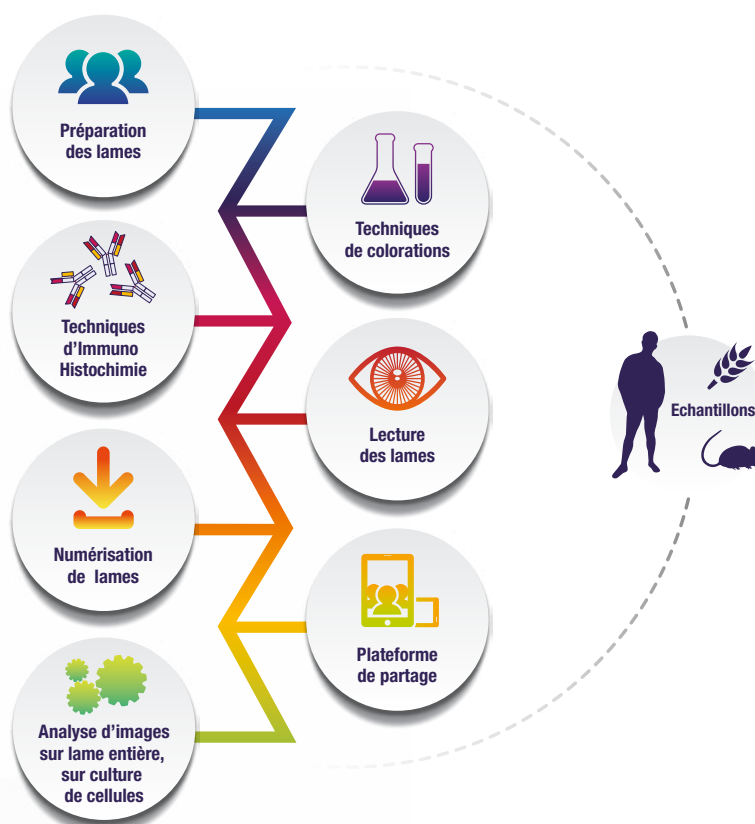 Préparation
des lames
Techniques
de colorations
Techniques
d'Immuno
Histochimie
Lecture
des lames
Echantillons
Numérisation
de lames
Plateforme
de partage
Analyse d'images
sur lame entière,
sur culture
de cellules